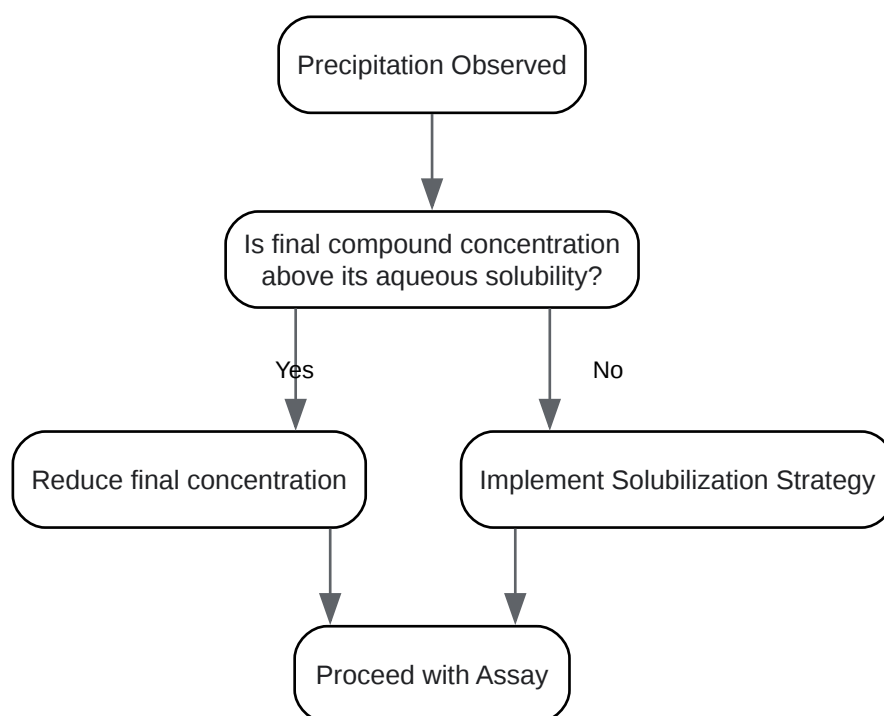 Precipitation Observed
Is final compound concentration
above its aqueous solubility?
Yes
No
Reduce final concentration
Implement Solubilization Strategy
Proceed with Assay